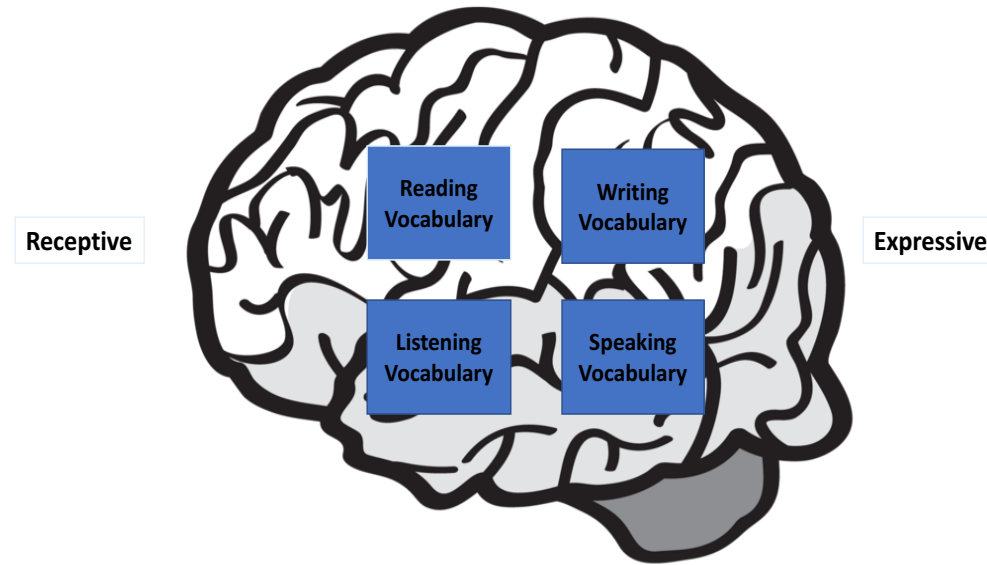 Reading
Vocabulary
Writing
Vocabulary
Receptive
Expressive
Listening
Vocabulary
Speaking
Vocabulary